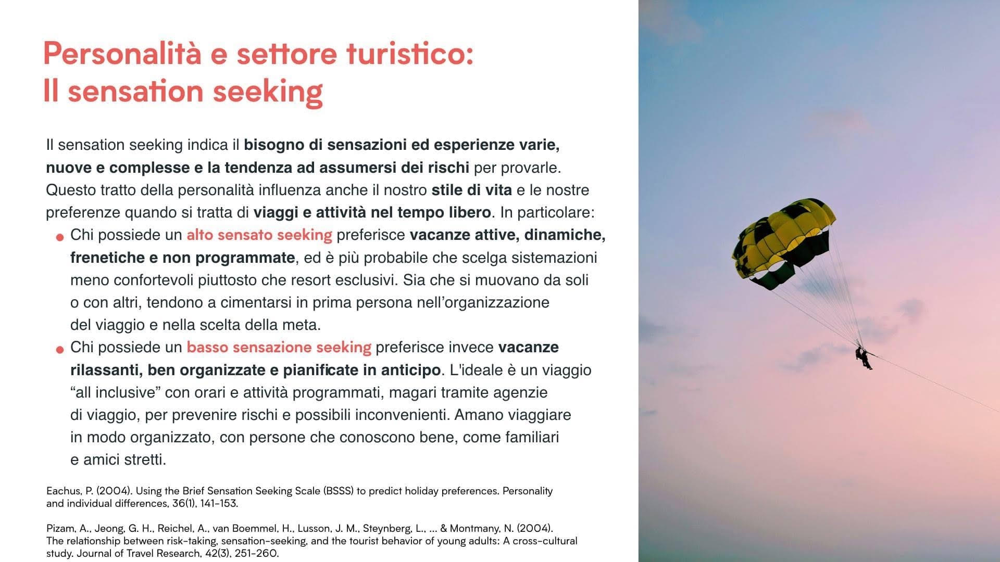 Personalità e settore turistico:
Il sensation seeking
Il sensation seeking indica il bisogno di sensazioni ed esperienze varie,
nuove e complesse e la tendenza ad assumersi dei rischi per provarle.
Questo tratto della personalità influenza anche il nostro stile di vita e le nostre
preferenze quando si tratta di viaggi e attività nel tempo libero. In particolare:
● Chi possiede un alto sensato seeking preferisce vacanze attive, dinamiche,
frenetiche e non programmate, ed è più probabile che scelga sistemazioni
meno confortevoli piuttosto che resort esclusivi. Sia che si muovano da soli
o con altri, tendono a cimentarsi in prima persona nell’organizzazione
del viaggio e nella scelta della meta.
● Chi possiede un basso sensazione seeking preferisce invece vacanze
rilassanti, ben organizzate e pianificate in anticipo. L'ideale è un viaggio
“all inclusive” con orari e attività programmati, magari tramite agenzie
di viaggio, per prevenire rischi e possibili inconvenienti. Amano viaggiare
in modo organizzato, con persone che conoscono bene, come familiari
e amici stretti.
Eachus, P. (2004). Using the Brief Sensation Seeking Scale (BSSS) to predict holiday preferences. Personality
and individual differences, 36(1), 141-153.
Pizam, A., Jeong, G. H., Reichel, A., van Boemmel, H., Lusson, J. M., Steynberg, L., ... & Montmany, N. (2004).
The relationship between risk-taking, sensation-seeking, and the tourist behavior of young adults: A cross-cultural
study. Journal of Travel Research, 42(3), 251-260.